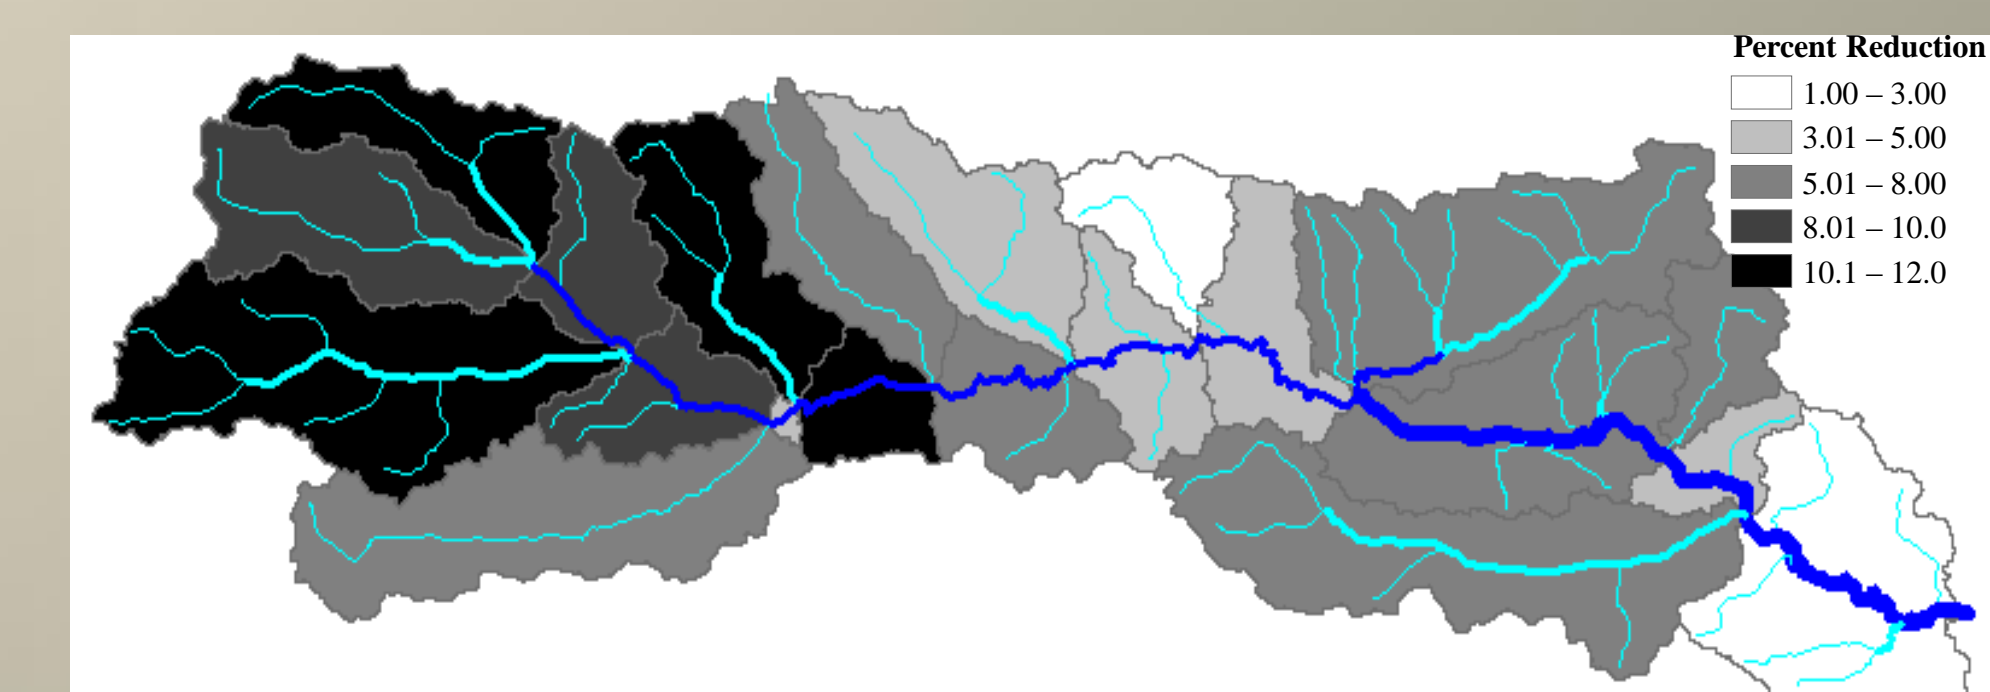 Percent Reduction
1.00 – 3.00
3.01 – 5.00
5.01 – 8.00
8.01 – 10.0
10.1 – 12.0